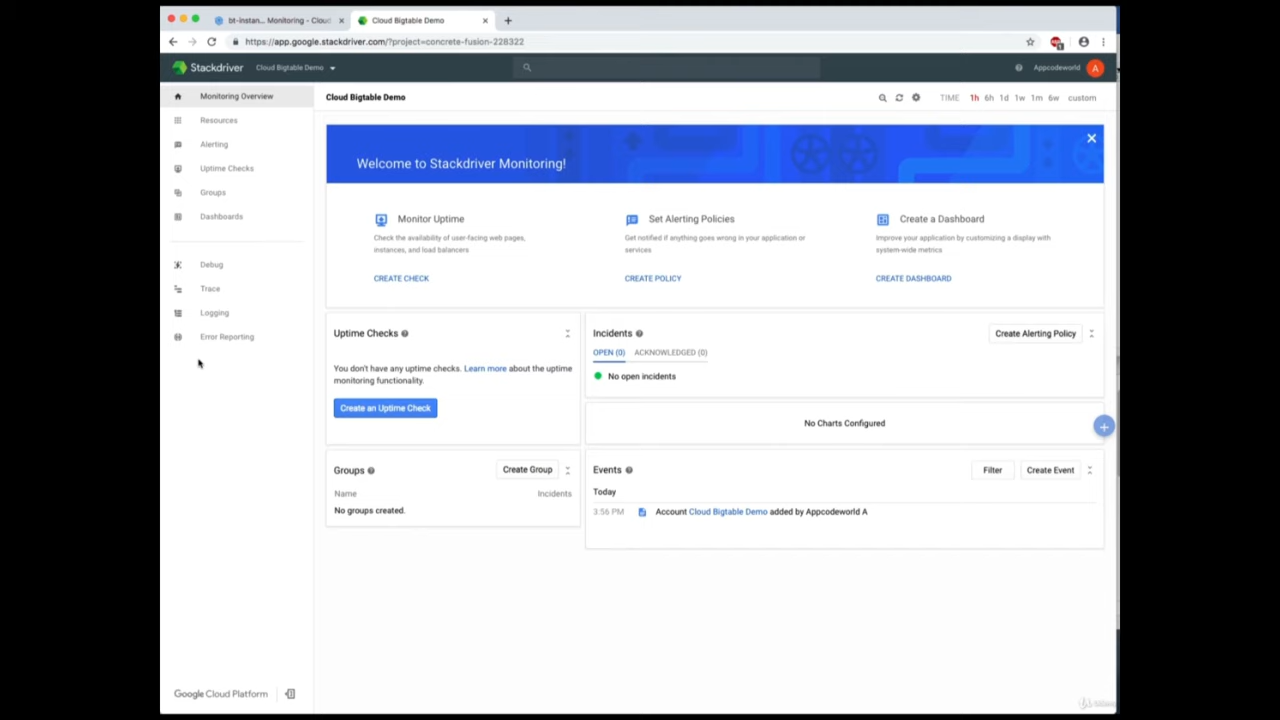 bt-instan... Monitoring - Cloud
Cloud Bigtable Demo
https://app.google.stackdriver.com/?project=concrete-fusion-228322
Stackdriver
Cloud Bigtable Demo
Appcodeworld
A
Monitoring Overview
Resources
Alerting
Uptime Checks
Groups
Dashboards
Debug
Trace
Logging
Error Reporting
Google Cloud Platform
Cloud Bigtable Demo
TIME 1h 6h 1d 1w 1m 6w custom
Welcome to Stackdriver Monitoring!
Monitor Uptime
Check the availability of user-facing web pages,
instances, and load balancers
CREATE CHECK
Set Alerting Policies
Get notified if anything goes wrong in your application or
services
CREATE POLICY
Create a Dashboard
Improve your application by customizing a display with
system-wide metrics
CREATE DASHBOARD
Uptime Checks
You don't have any uptime checks. Learn more about the uptime
monitoring functionality.
Create an Uptime Check
Incidents
Create Alerting Policy
OPEN (0) ACKNOWLEDGED (0)
No open incidents
No Charts Configured
Groups
Create Group
Name Incidents
No groups created.
Events
Filter
Create Event
Today
3:56 PM Account Cloud Bigtable Demo added by Appcodeworld A